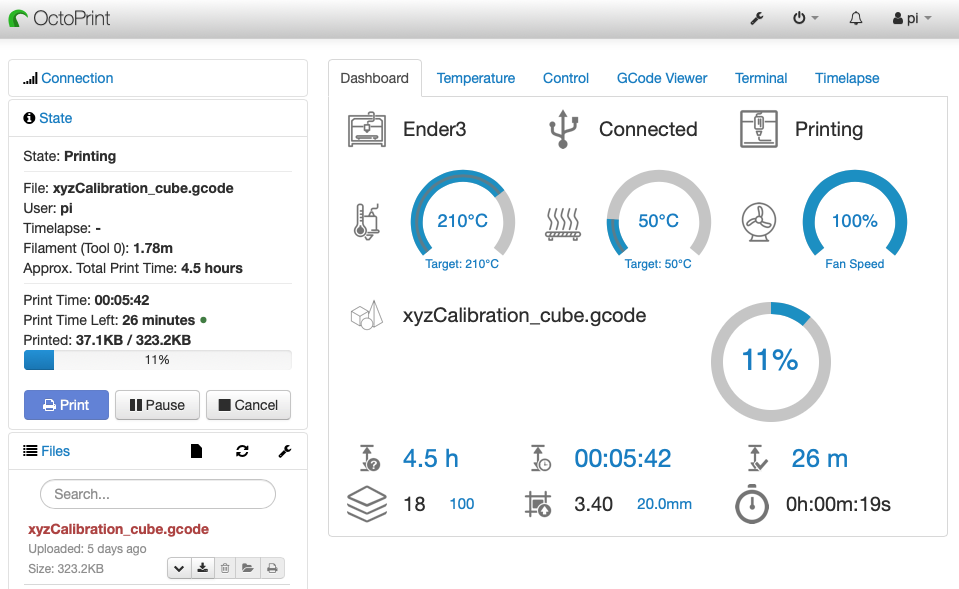 OctoPrint
pi
Connection
State
State: Printing
File: xyzCalibration_cube.gcode
User: pi
Timelapse: -
Filament (Tool 0): 1.78m
Approx. Total Print Time: 4.5 hours
Print Time: 00:05:42
Print Time Left: 26 minutes
Printed: 37.1KB / 323.2KB
11%
Print Pause Cancel
Files
Search...
xyzCalibration_cube.gcode
Uploaded: 5 days ago
Size: 323.2KB
Dashboard Temperature Control GCode Viewer Terminal Timelapse
Ender3 Connected Printing
210°C 50°C 100%
Target: 210°C Target: 50°C Fan Speed
xyzCalibration_cube.gcode
11%
4.5 h 00:05:42 26 m
18 100 3.40 20.0mm 0h:00m:19s